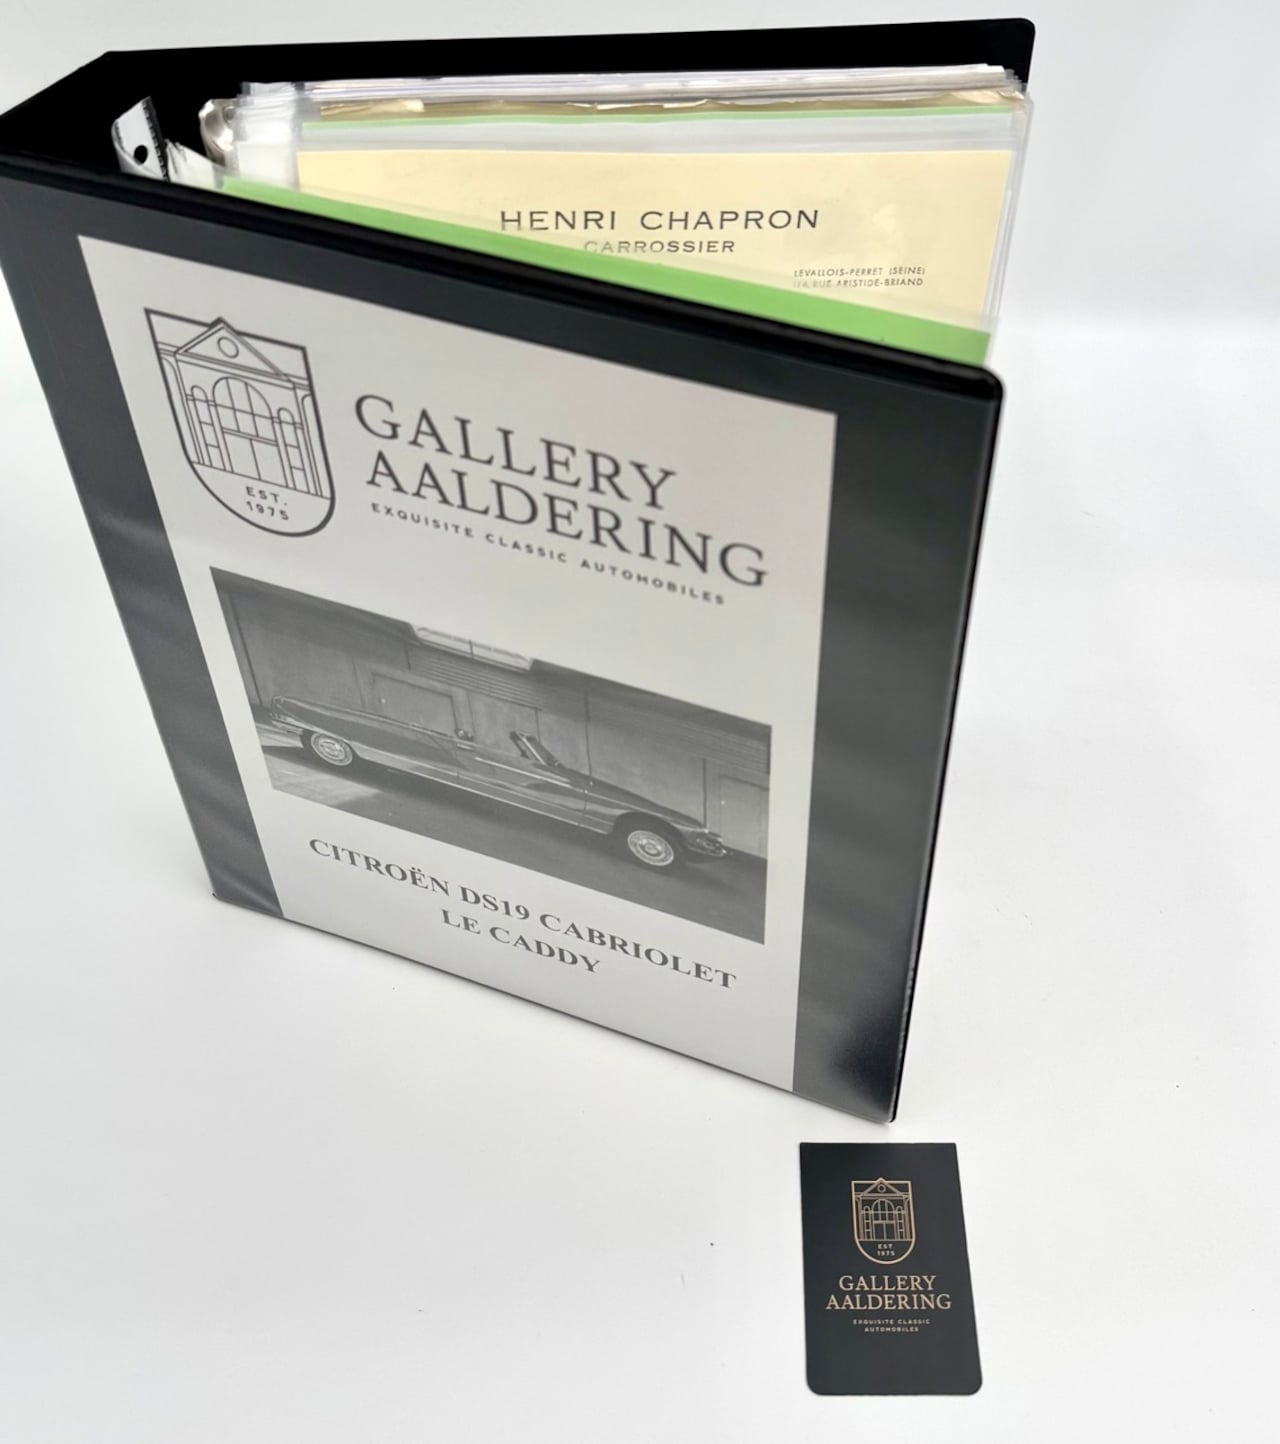 HENRI CHAPRON
CARROSSIER
LEVALLOIS-PERRET (SEINE)
114, RUE ARISTIDE-BRIAND
EST.
1975
GALLERY
AALDERING
EXQUISITE CLASSIC AUTOMOBILES
CITROËN DS19 CABRIOLET
LE CADDY
EST
1975
GALLERY
AALDERING
EXQUISITE CLASSIC
AUTOMOBILES